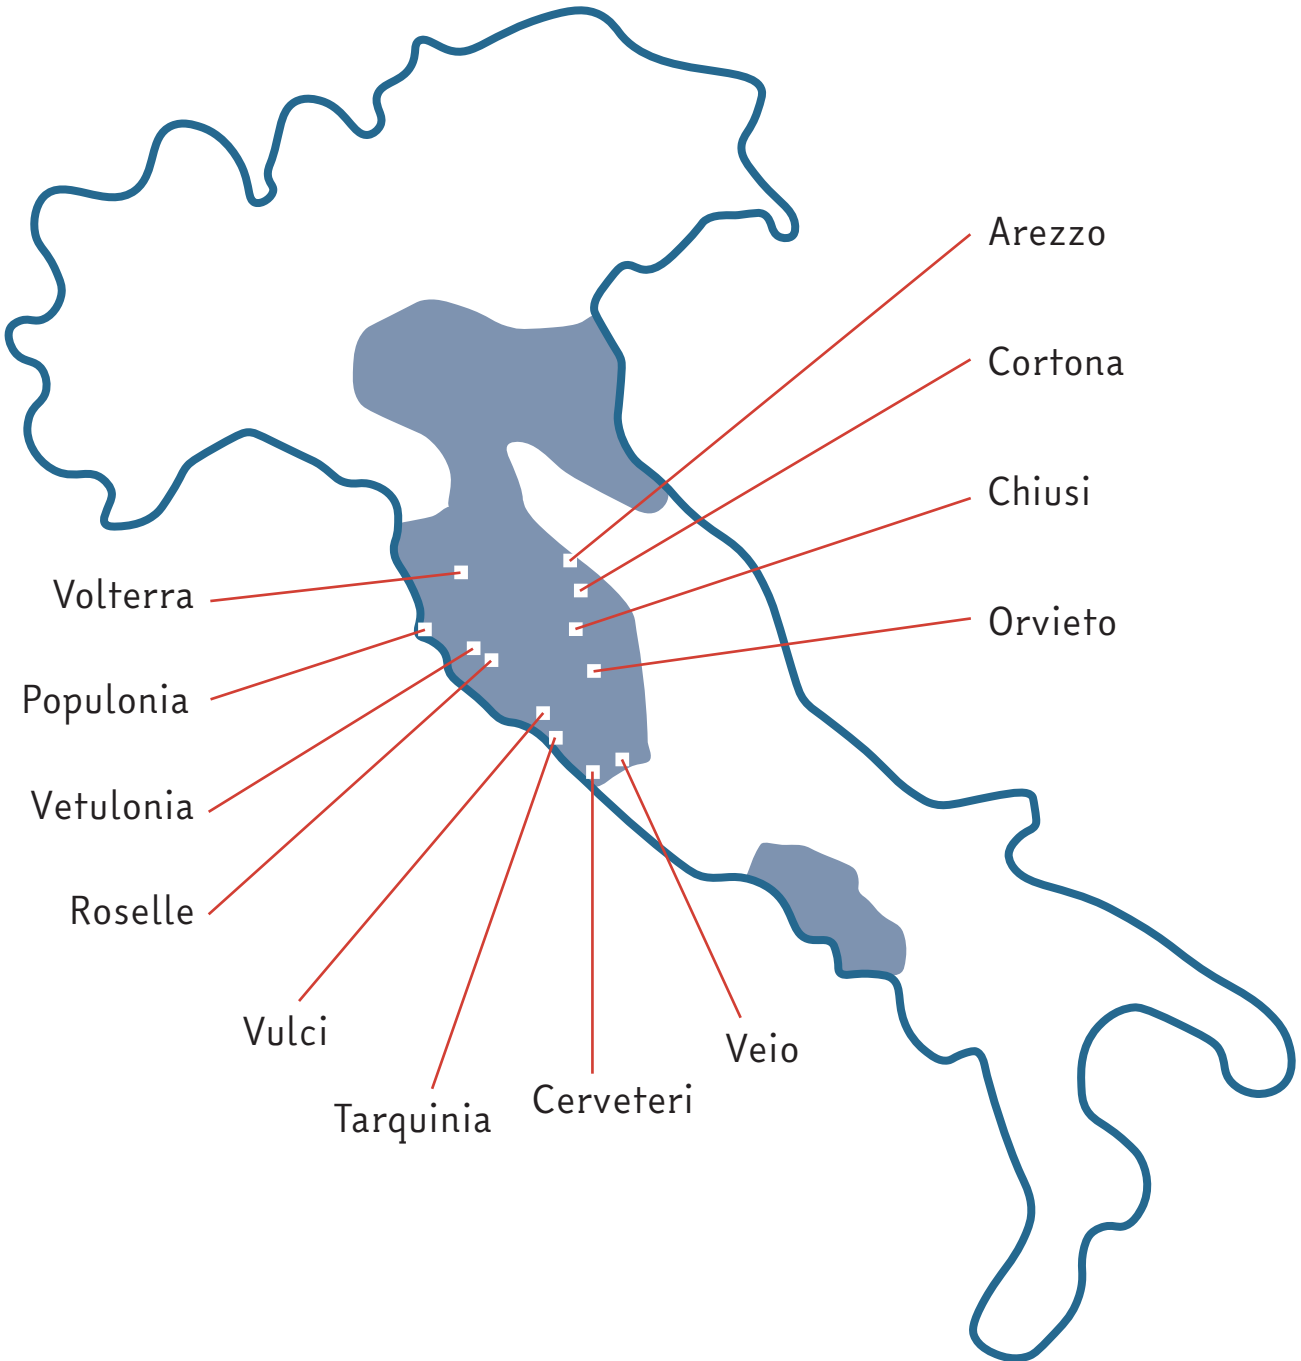 Arezzo
Cortona
Chiusi
Orvieto
Volterra
Populonia
Vetulonia
Roselle
Vulci
Tarquinia
Cerveteri
Veio